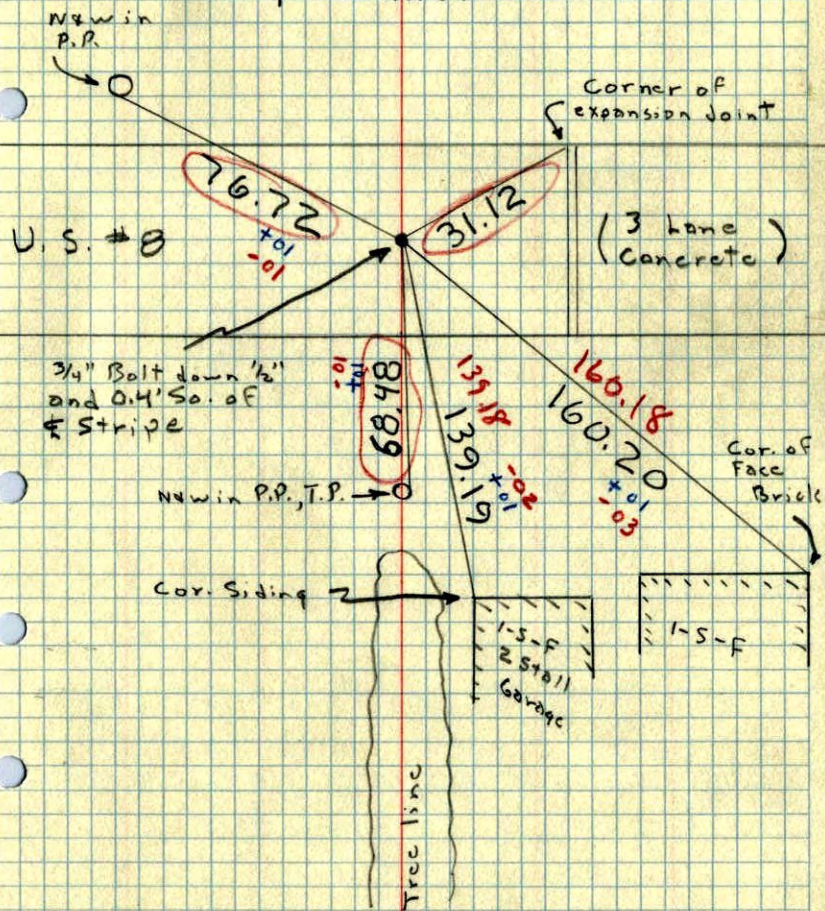 N&W in
P.P.
Corner of
expansion Joint
76.72
+01
-01
31.12
U.S. #8
(3 Lane
Concrete)
3/4" Bolt down 1/2"
and 0.4' So. of
℄ Stripe
-01
+01
68.48
139.18
139.19
-02
+01
160.18
160.20
+01
-03
Cor. of
Face
Brick
N&W in P.P., T.P.
Cor. Siding
1-S-F
2 Stall
Garage
1-S-F
Tree line